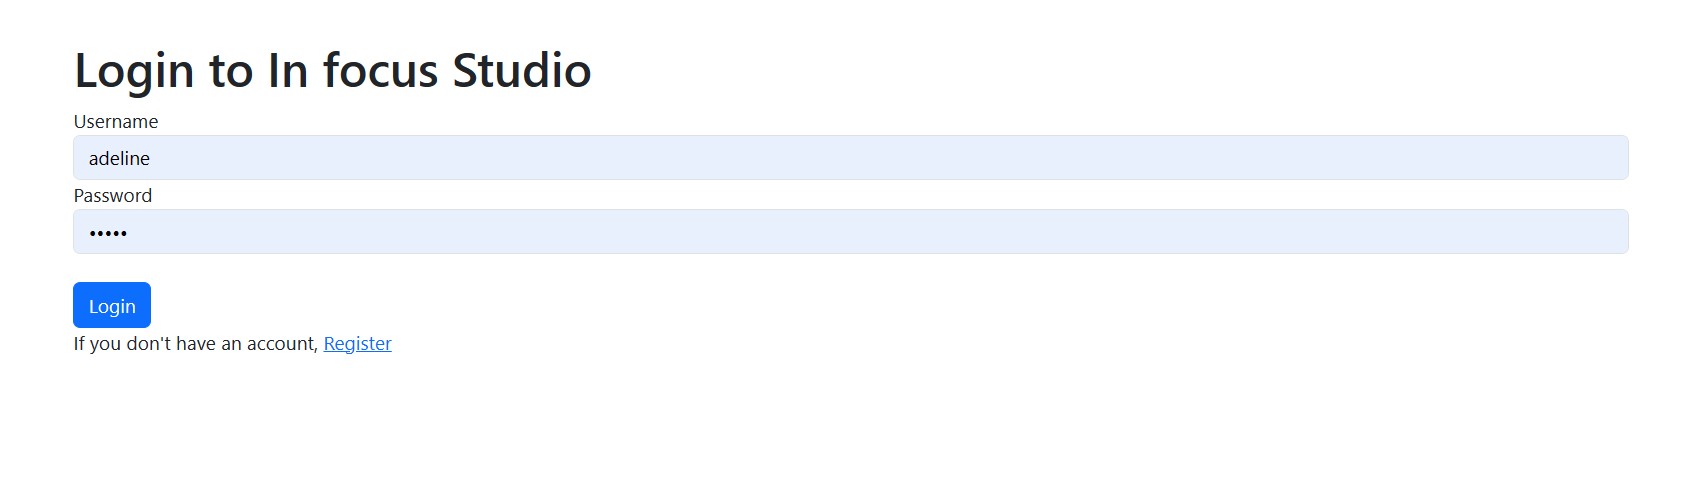 Login to In focus Studio
Username
adeline
Password
•••••
Login
If you don't have an account, Register